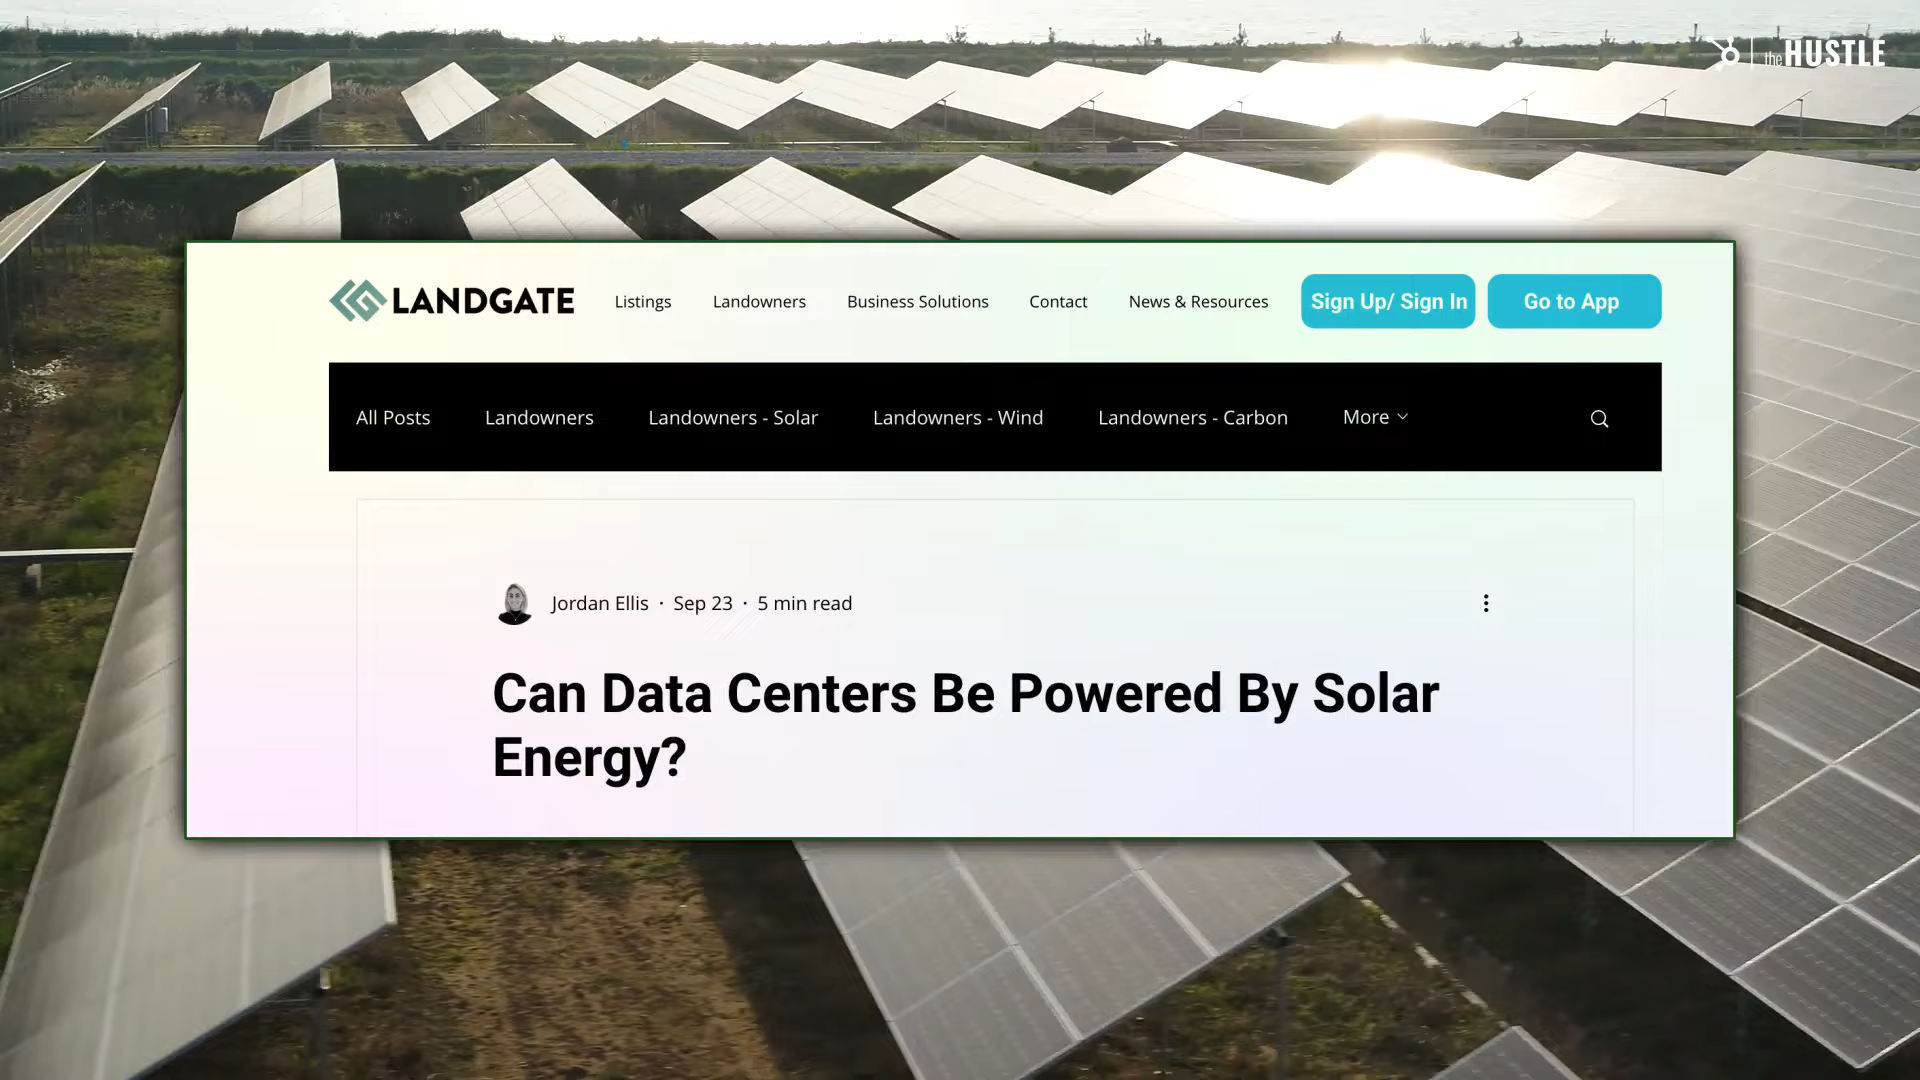 the HUSTLE
LANDGATE
Listings Landowners Business Solutions Contact News & Resources Sign Up/ Sign In Go to App
All Posts Landowners Landowners - Solar Landowners - Wind Landowners - Carbon More
Jordan Ellis · Sep 23 · 5 min read
Can Data Centers Be Powered By Solar
Energy?